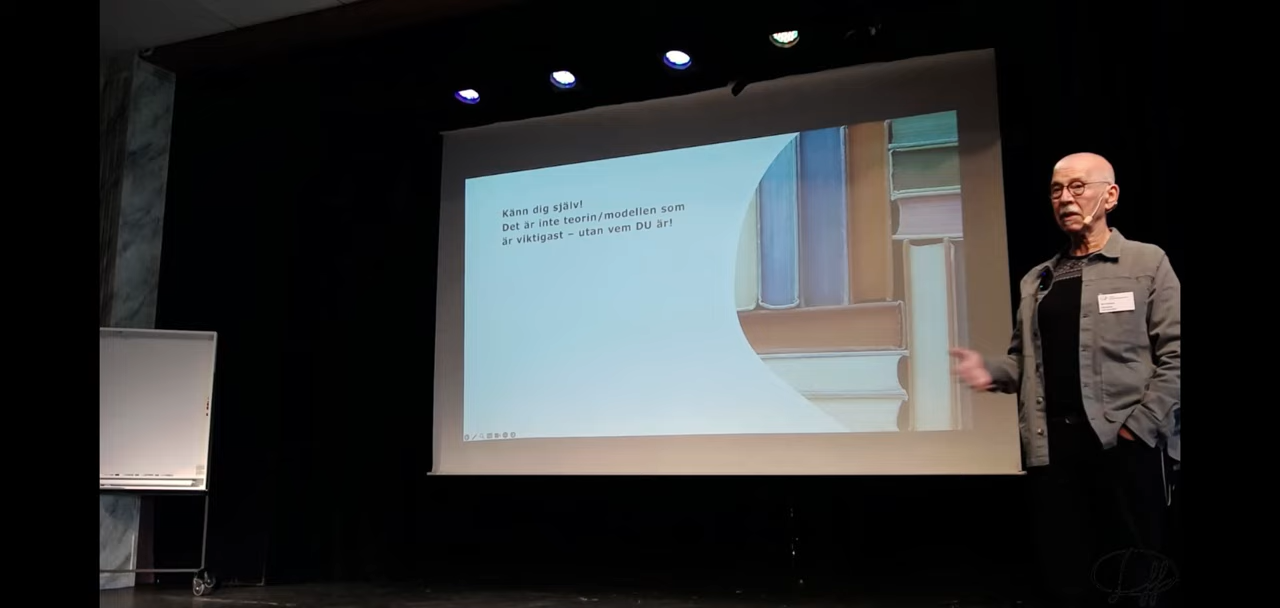 Känn dig själv!
Det är inte teorin/modellen som
är viktigast – utan vem DU är!